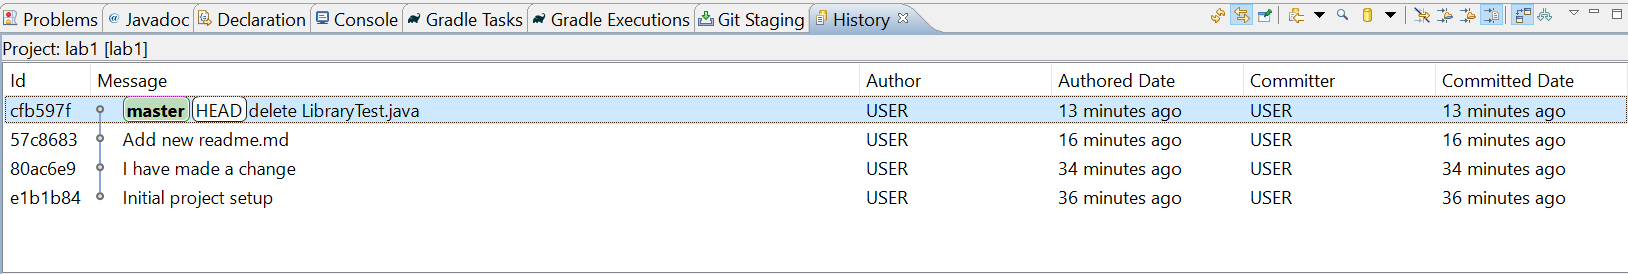 Problems @ Javadoc Declaration Console Gradle Tasks Gradle Executions Git Staging History
Project: lab1 [lab1]
Id Message Author Authored Date Committer Committed Date
cfb597f master HEAD delete LibraryTest.java USER 13 minutes ago USER 13 minutes ago
57c8683 Add new readme.md USER 16 minutes ago USER 16 minutes ago
80ac6e9 I have made a change USER 34 minutes ago USER 34 minutes ago
e1b1b84 Initial project setup USER 36 minutes ago USER 36 minutes ago